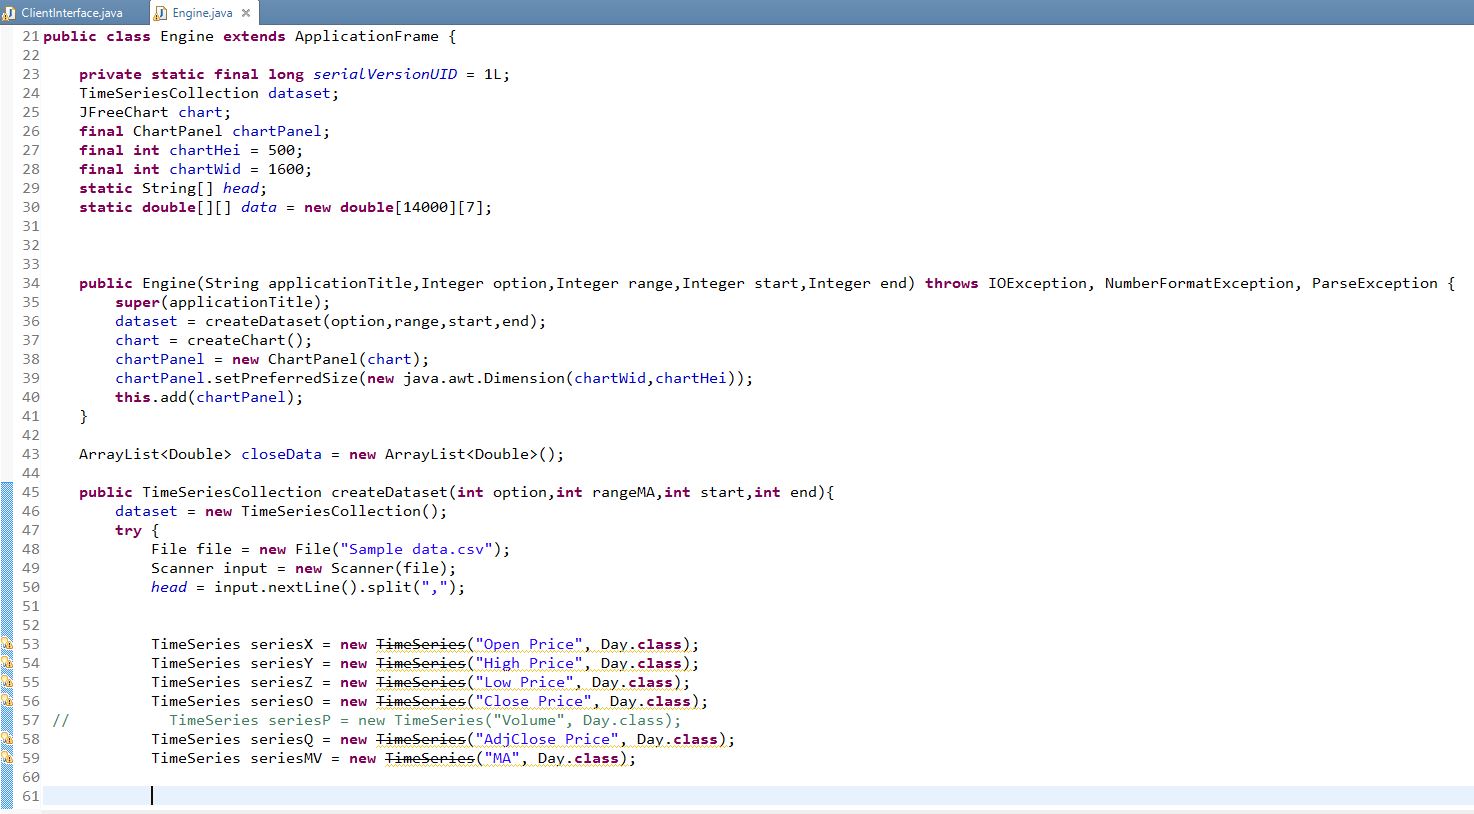 ClientInterface.java Engine.java
21 public class Engine extends ApplicationFrame {
22
23 private static final long serialVersionUID = 1L;
24 TimeSeriesCollection dataset;
25 JFreeChart chart;
26 final ChartPanel chartPanel;
27 final int chartHei = 500;
28 final int chartWid = 1600;
29 static String[] head;
30 static double[][] data = new double[14000][7];
31
32
33
34 public Engine(String applicationTitle,Integer option,Integer range,Integer start,Integer end) throws IOException, NumberFormatException, ParseException {
35 super(applicationTitle);
36 dataset = createDataset(option,range,start,end);
37 chart = createChart();
38 chartPanel = new ChartPanel(chart);
39 chartPanel.setPreferredSize(new java.awt.Dimension(chartWid,chartHei));
40 this.add(chartPanel);
41 }
42
43 ArrayList<Double> closeData = new ArrayList<Double>();
44
45 public TimeSeriesCollection createDataset(int option,int rangeMA,int start,int end){
46 dataset = new TimeSeriesCollection();
47 try {
48 File file = new File("Sample data.csv");
49 Scanner input = new Scanner(file);
50 head = input.nextLine().split(",");
51
52
53 TimeSeries seriesX = new TimeSeries("Open Price", Day.class);
54 TimeSeries seriesY = new TimeSeries("High Price", Day.class);
55 TimeSeries seriesZ = new TimeSeries("Low Price", Day.class);
56 TimeSeries seriesO = new TimeSeries("Close Price", Day.class);
57 // TimeSeries seriesP = new TimeSeries("Volume", Day.class);
58 TimeSeries seriesQ = new TimeSeries("AdjClose Price", Day.class);
59 TimeSeries seriesMV = new TimeSeries("MA", Day.class);
60
61